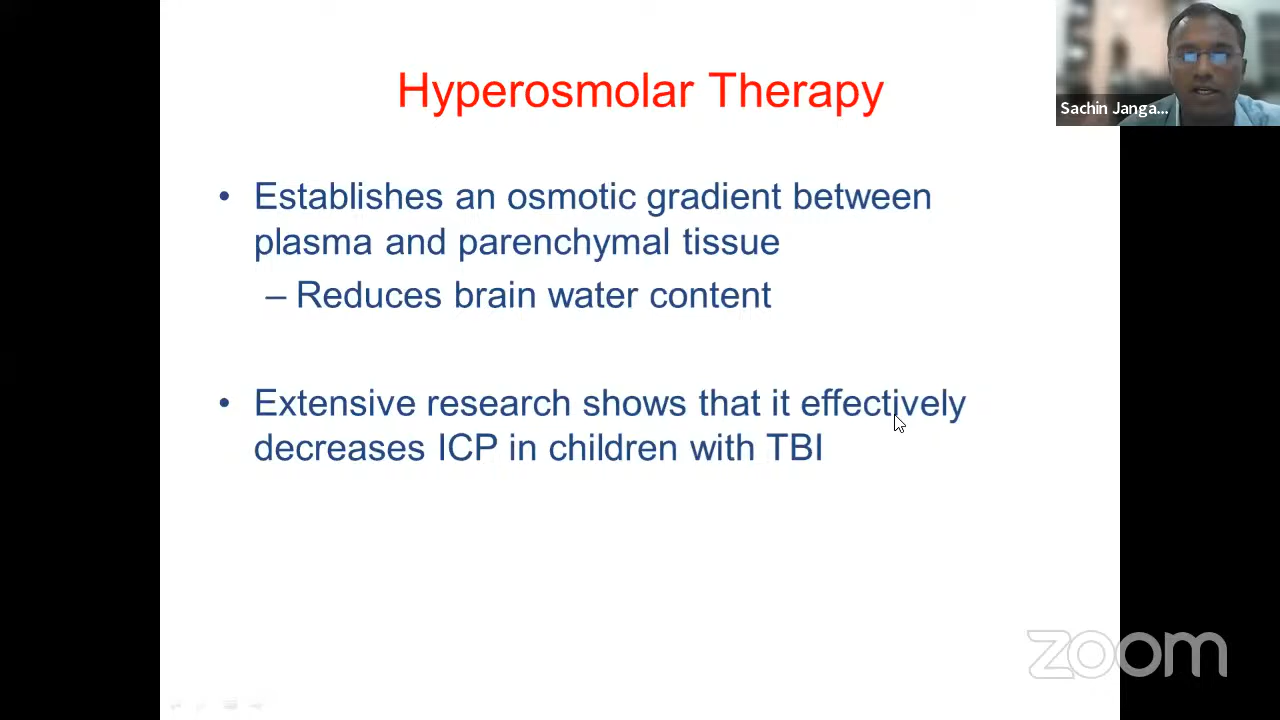 Hyperosmolar Therapy
Sachin Janga...
• Establishes an osmotic gradient between
plasma and parenchymal tissue
– Reduces brain water content
• Extensive research shows that it effectively
decreases ICP in children with TBI
zoom